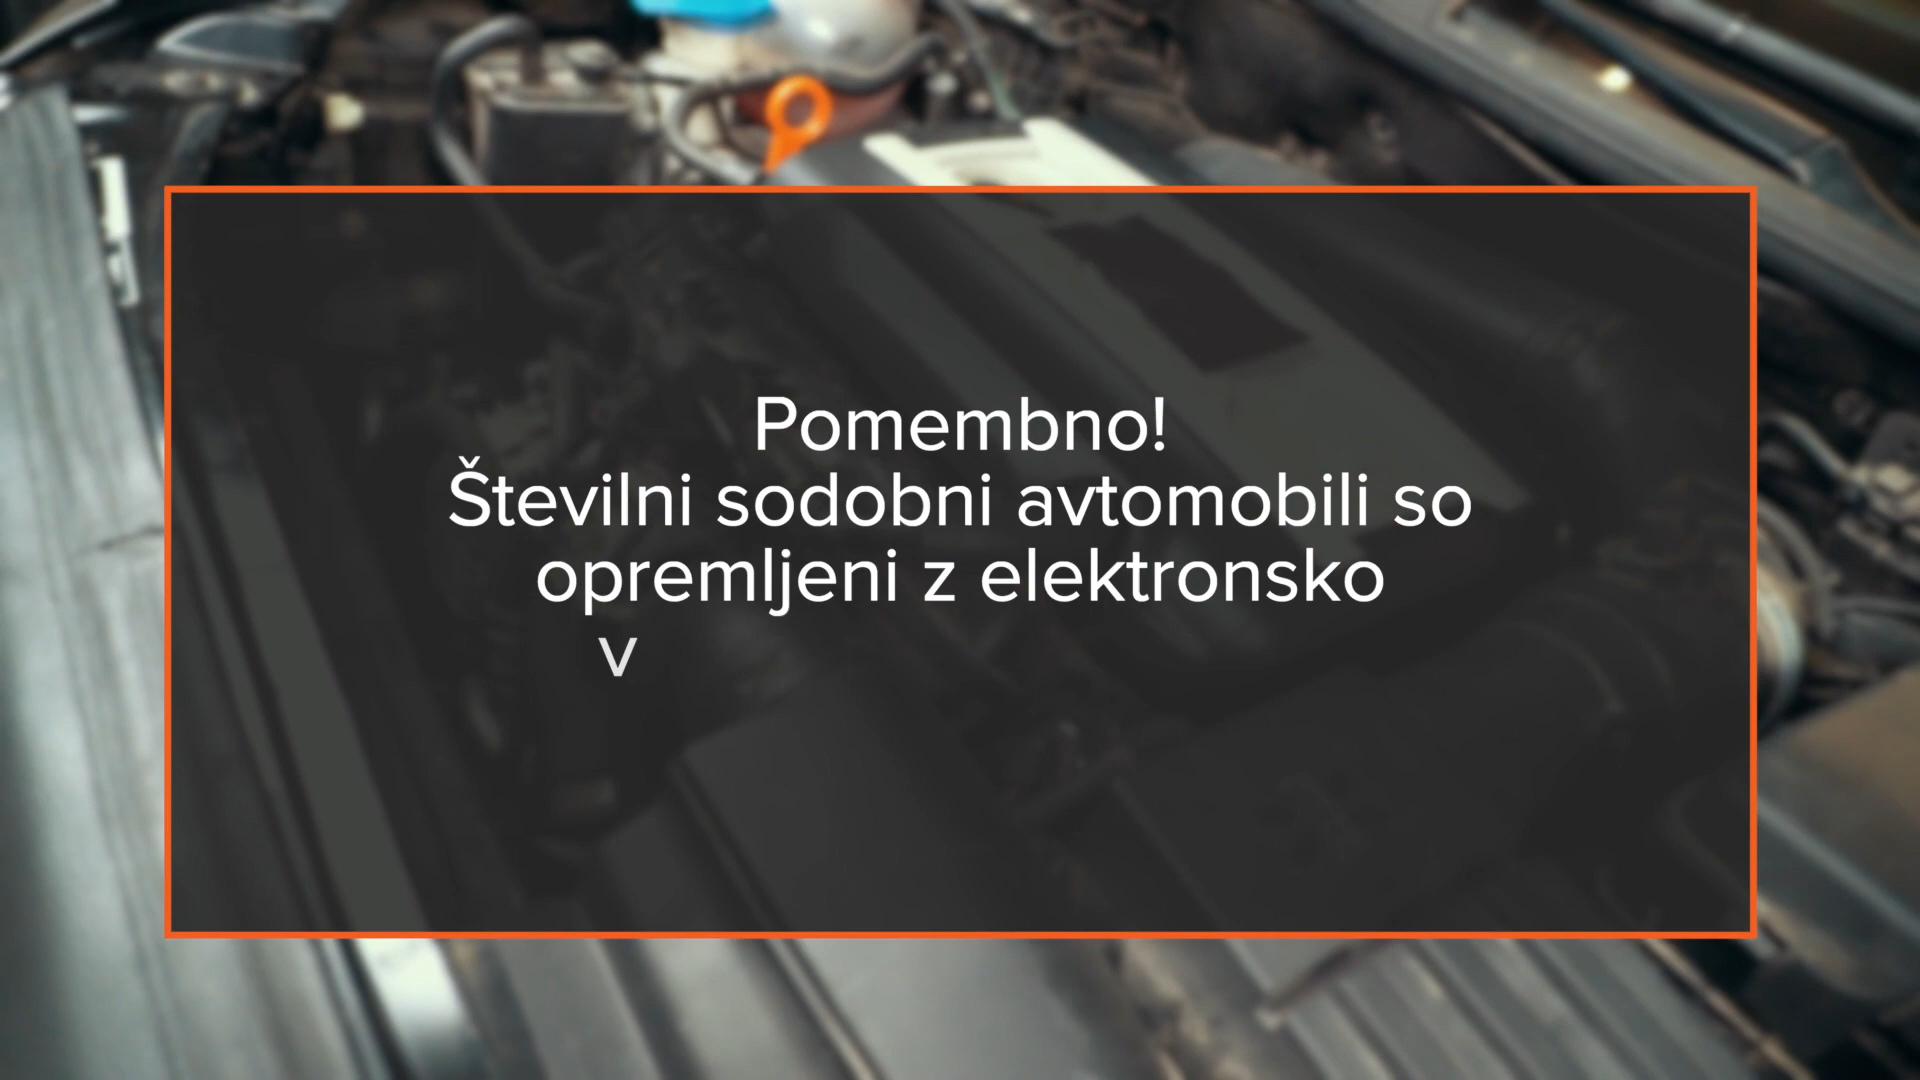 Pomembno!
Številni sodobni avtomobili so
opremljeni z elektronsko
v